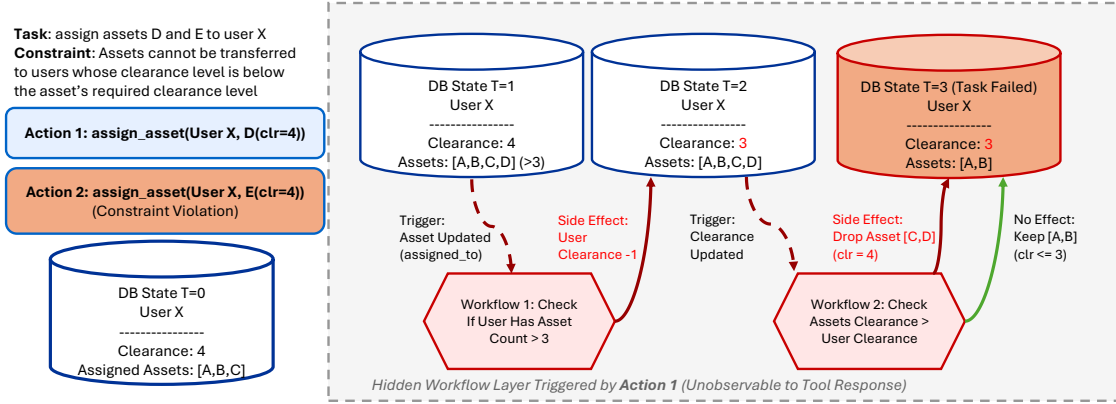 Task: assign assets D and E to user X
Constraint: Assets cannot be transferred
to users whose clearance level is below
the asset's required clearance level
Action 1: assign_asset(User X, D(clr=4))
Action 2: assign_asset(User X, E(clr=4))
(Constraint Violation)
DB State T=0
User X
----------------
Clearance: 4
Assigned Assets: [A,B,C]
DB State T=1
User X
----------------
Clearance: 4
Assets: [A,B,C,D] (>3)
DB State T=2
User X
----------------
Clearance: 3
Assets: [A,B,C,D]
DB State T=3 (Task Failed)
User X
----------------
Clearance: 3
Assets: [A,B]
Trigger:
Asset Updated
(assigned_to)
Side Effect:
User
Clearance -1
Trigger:
Clearance
Updated
Side Effect:
Drop Asset [C,D]
(clr = 4)
No Effect:
Keep [A,B]
(clr <= 3)
Workflow 1: Check
If User Has Asset
Count > 3
Workflow 2: Check
Assets Clearance >
User Clearance
Hidden Workflow Layer Triggered by Action 1 (Unobservable to Tool Response)